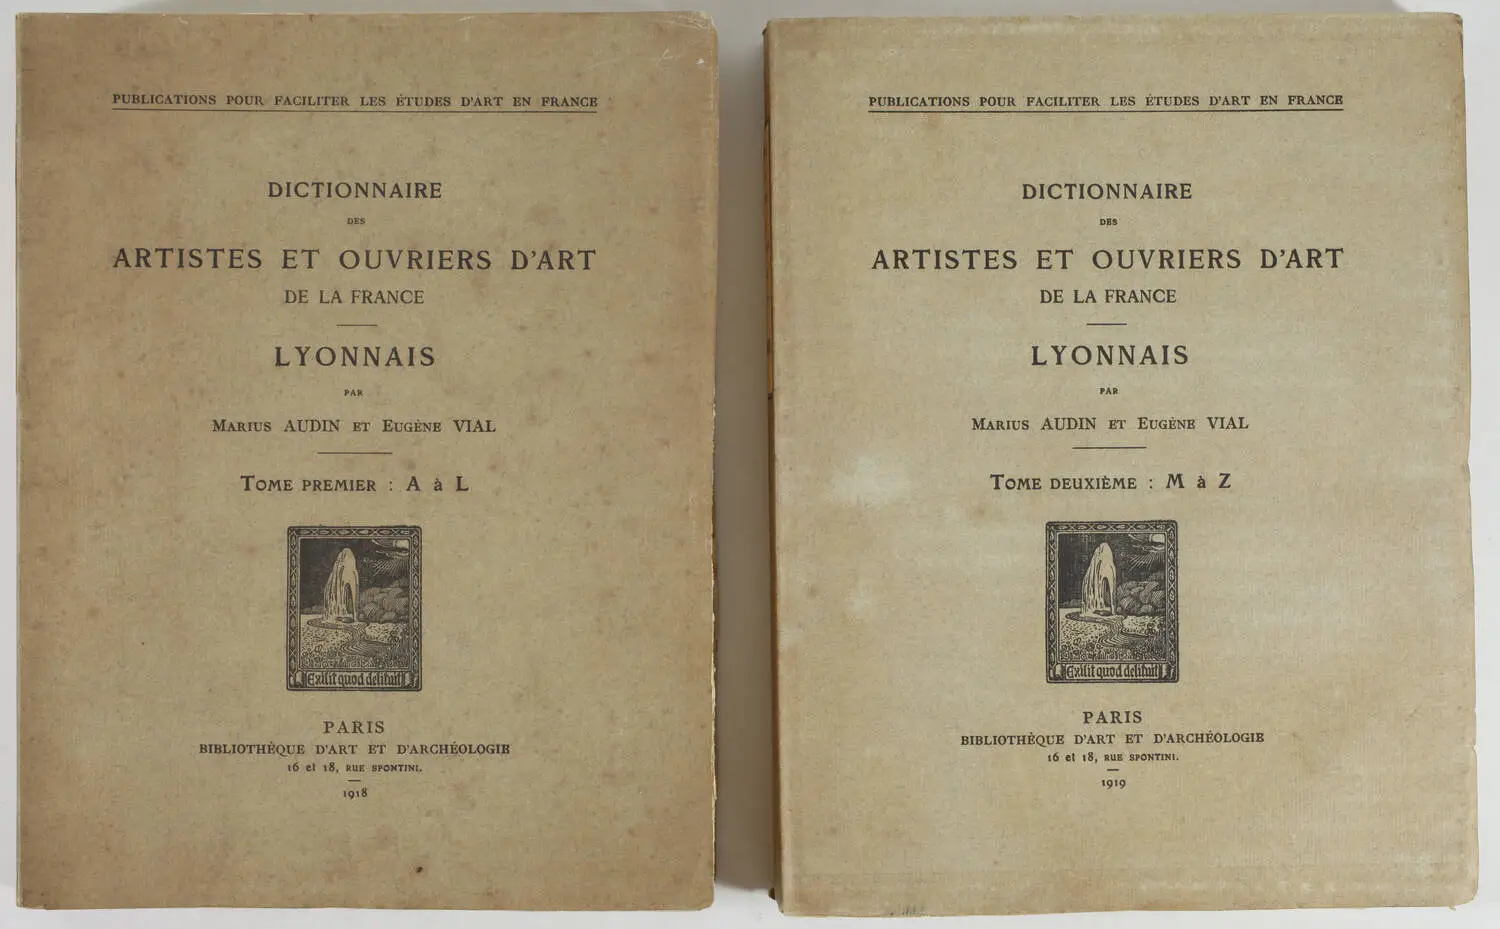 PUBLICATIONS POUR FACILITER LES ÉTUDES D'ART EN FRANCE
DICTIONNAIRE
DES
ARTISTES ET OUVRIERS D'ART
DE LA FRANCE
LYONNAIS
PAR
MARIUS AUDIN ET EUGÈNE VIAL
TOME PREMIER : A à L
Exilit quod delituit
PARIS
BIBLIOTHÈQUE D'ART ET D'ARCHÉOLOGIE
16 et 18, RUE SPONTINI.
1918
PUBLICATIONS POUR FACILITER LES ÉTUDES D'ART EN FRANCE
DICTIONNAIRE
DES
ARTISTES ET OUVRIERS D'ART
DE LA FRANCE
LYONNAIS
PAR
MARIUS AUDIN ET EUGÈNE VIAL
TOME DEUXIÈME : M à Z
Exilit quod delituit
PARIS
BIBLIOTHÈQUE D'ART ET D'ARCHÉOLOGIE
16 et 18, RUE SPONTINI.
1919